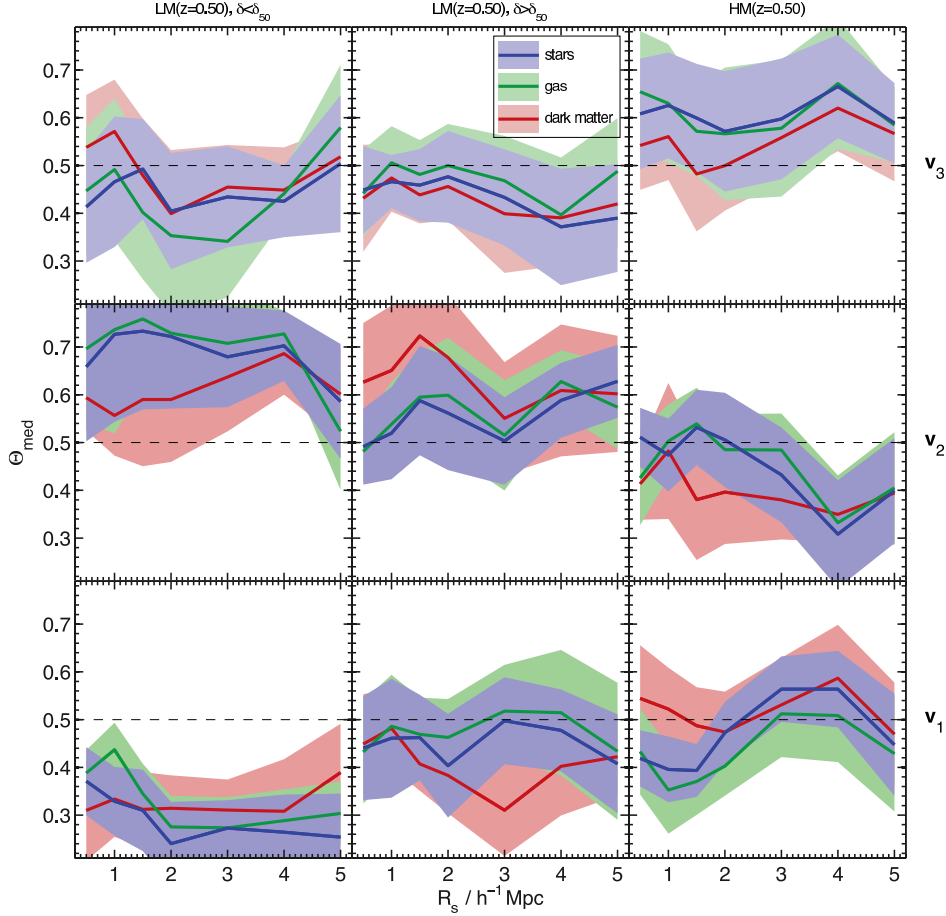 LM(z=0.50), δ<δ50 LM(z=0.50), δ>δ50 HM(z=0.50)
0.7
0.6
0.5
0.4
0.3
stars
gas
dark matter
v3
0.7
0.6
0.5
0.4
0.3
Θmed
v2
0.7
0.6
0.5
0.4
0.3
v1
1 2 3 4 5 1 2 3 4 5 1 2 3 4 5
Rs / h⁻¹ Mpc